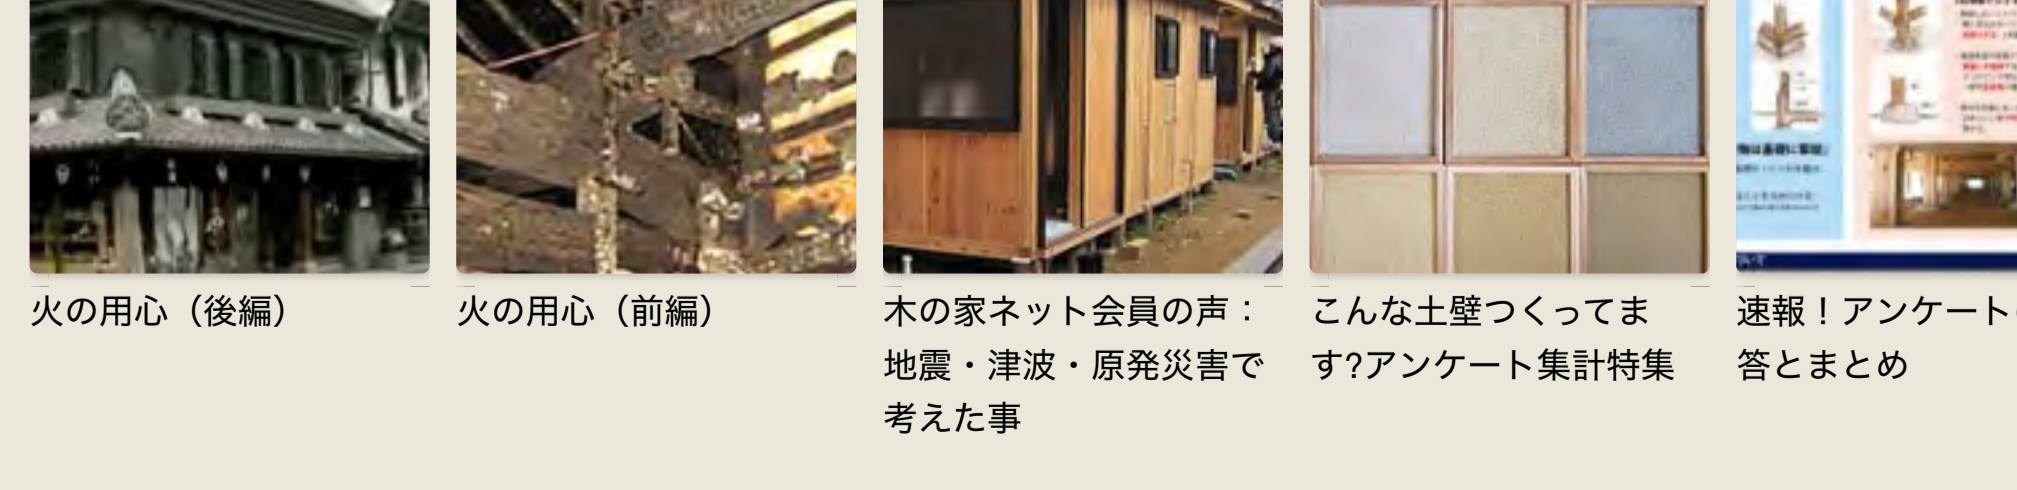 火の用心（後編）
火の用心（前編）
木の家ネット会員の声：
地震・津波・原発災害で
考えた事
こんな土壁つくってま
す?アンケート集計特集
速報！アンケート
答とまとめ